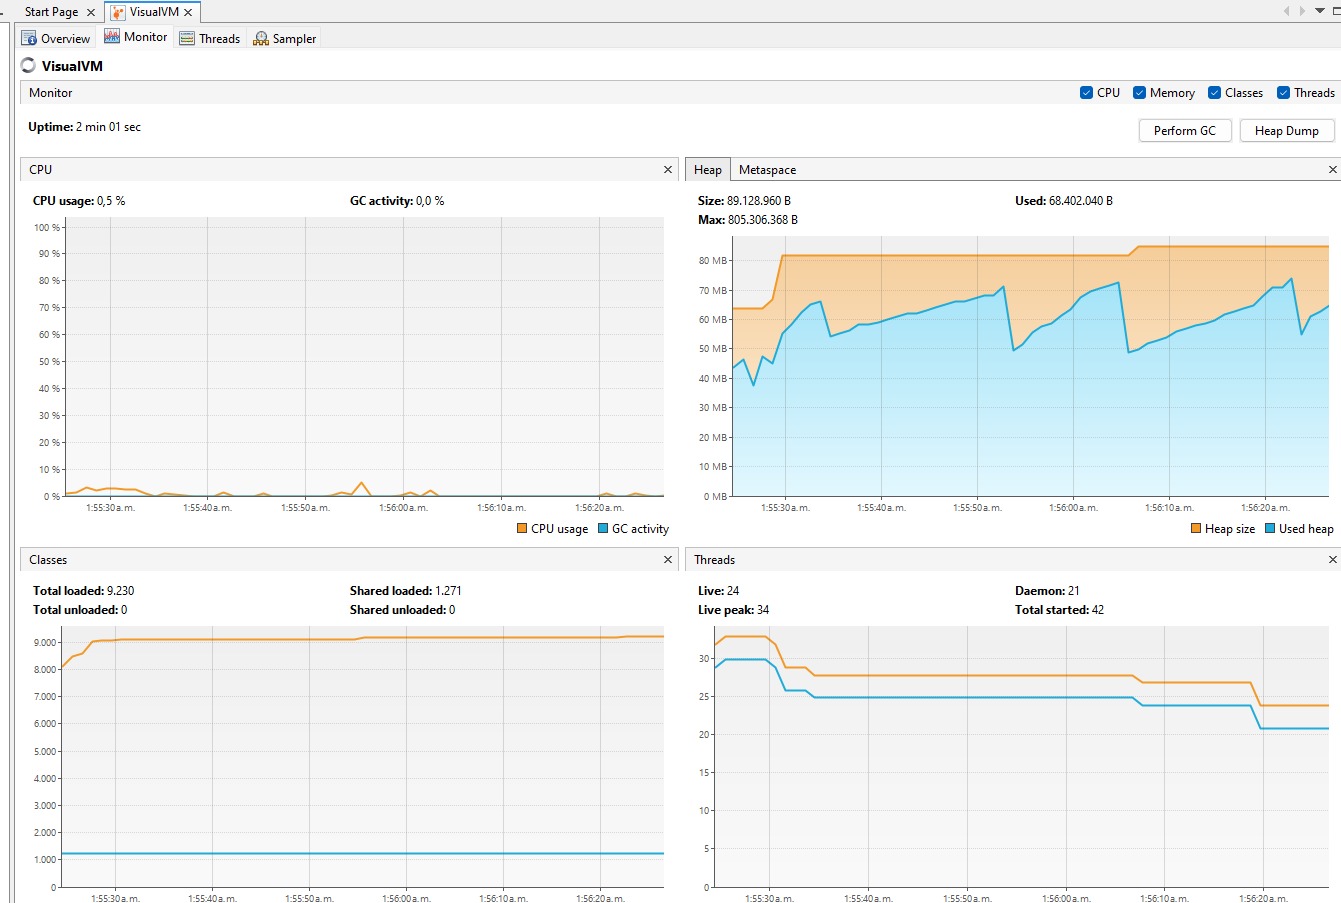 Start Page VisualVM
Overview Monitor Threads Sampler
VisualVM
Monitor CPU Memory Classes Threads
Uptime: 2 min 01 sec
Perform GC Heap Dump
CPU
CPU usage: 0,5 % GC activity: 0,0 %
100 %
90 %
80 %
70 %
60 %
50 %
40 %
30 %
20 %
10 %
0 %
1:55:30a.m. 1:55:40a.m. 1:55:50a.m. 1:56:00a.m. 1:56:10a.m. 1:56:20a.m.
CPU usage GC activity
Heap Metaspace
Size: 89.128.960 B Used: 68.402.040 B
Max: 805.306.368 B
80 MB
70 MB
60 MB
50 MB
40 MB
30 MB
20 MB
10 MB
0 MB
1:55:30a.m. 1:55:40a.m. 1:55:50a.m. 1:56:00a.m. 1:56:10a.m. 1:56:20a.m.
Heap size Used heap
Classes
Total loaded: 9.230 Shared loaded: 1.271
Total unloaded: 0 Shared unloaded: 0
9.000
8.000
7.000
6.000
5.000
4.000
3.000
2.000
1.000
0
1:55:30a.m. 1:55:40a.m. 1:55:50a.m. 1:56:00a.m. 1:56:10a.m. 1:56:20a.m.
Threads
Live: 24 Daemon: 21
Live peak: 34 Total started: 42
30
25
20
15
10
5
0
1:55:30a.m. 1:55:40a.m. 1:55:50a.m. 1:56:00a.m. 1:56:10a.m. 1:56:20a.m.